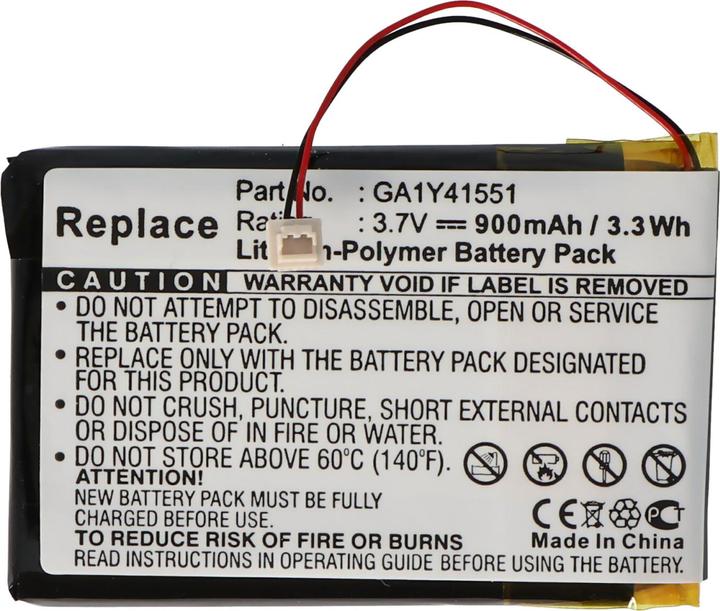 Replace
Part No. : GA1Y41551
: 3.7V 900mAh / 3.3Wh
Polymer Battery Pack
CAUTION WARRANTY VOID IF LABEL IS REMOVED
• DO NOT ATTEMPT TO DISASSEMBLE, OPEN OR SERVICE
THE BATTERY PACK.
• REPLACE ONLY WITH THE BATTERY PACK DESIGNATED
FOR THIS PARTICULAR PRODUCT.
• DO NOT CRUSH, PUNCTURE, SHORT EXTERNAL CONTACTS
OR DISPOSE OF IN FIRE OR WATER.
• DO NOT STORE ABOVE 60°C (140°F).
ATTENTION!
NEW BATTERY PACK MUST BE FULLY
CHARGED BEFORE USE.
TO REDUCE RISK OF FIRE OR BURNS
READ INSTRUCTIONS IN OPERATING GUIDE BEFORE USE.
CE PCT
Made In China